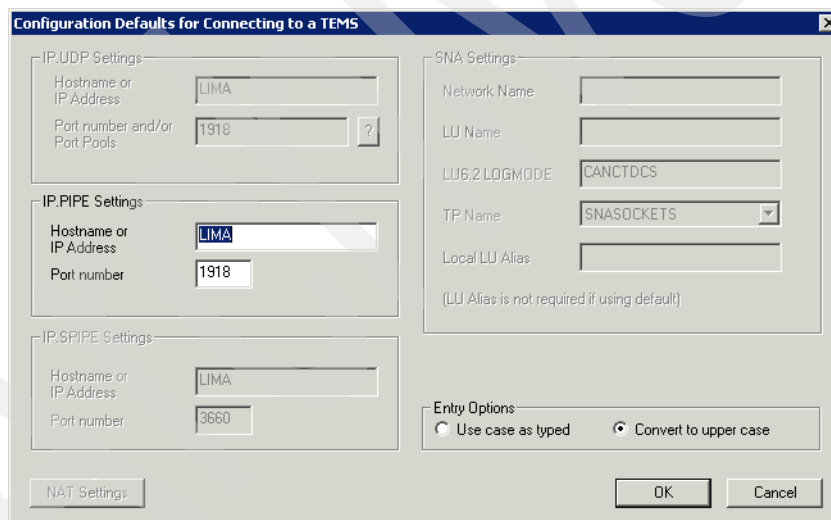 Configuration Defaults for Connecting to a TEMS
IP.UDP Settings
Hostname or
IP Address
LIMA
Port number and/or
Port Pools
1918
?
IP.PIPE Settings
Hostname or
IP Address
LIMA
Port number
1918
IP.SPIPE Settings
Hostname or
IP Address
LIMA
Port number
3660
NAT Settings
SNA Settings
Network Name
LU Name
LU6.2 LOGMODE
CANCTDCS
TP Name
SNASOCKETS
Local LU Alias
(LU Alias is not required if using default)
Entry Options
Use case as typed
Convert to upper case
OK
Cancel